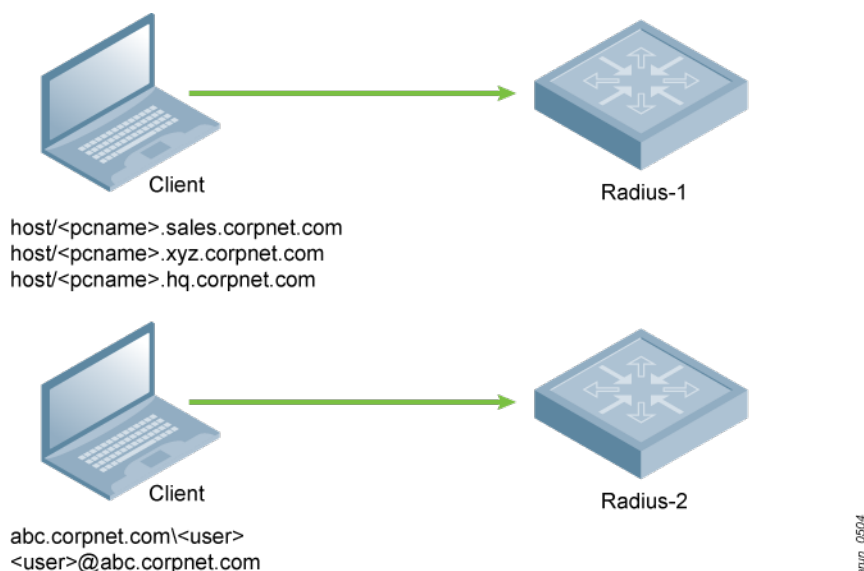 Client
Radius-1
host/<pcname>.sales.corpnet.com
host/<pcname>.xyz.corpnet.com
host/<pcname>.hq.corpnet.com
Client
Radius-2
abc.corpnet.com\<user>
<user>@abc.corpnet.com